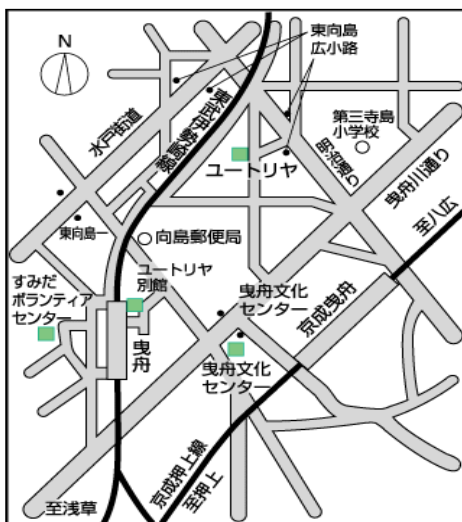 N
東向島
広小路
水戸街道
東武伊勢崎線
第三寺島
小学校
明治通り
ユートリヤ
曳舟川通り
至八広
東向島一
向島郵便局
すみだ
ボランティア
センター
ユートリヤ
別館
曳舟文化
センター
京成曳舟
曳舟
曳舟文化
センター
京成押上線
至押上
至浅草